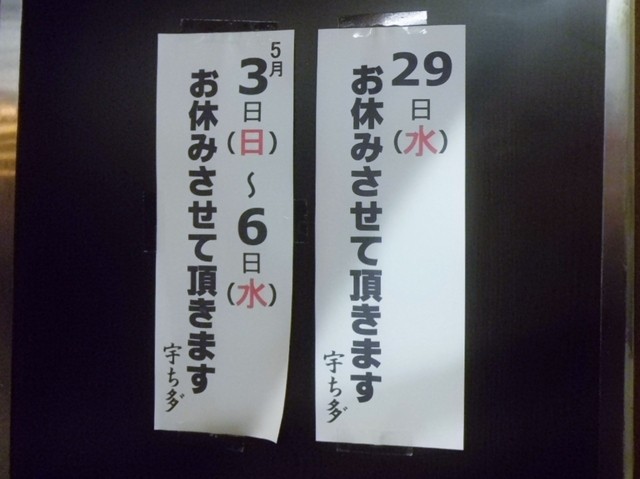 29日(水)
お休みさせて頂きます
宇ち多゛
5月
3日(日)~6日(水)
お休みさせて頂きます
宇ち多゛